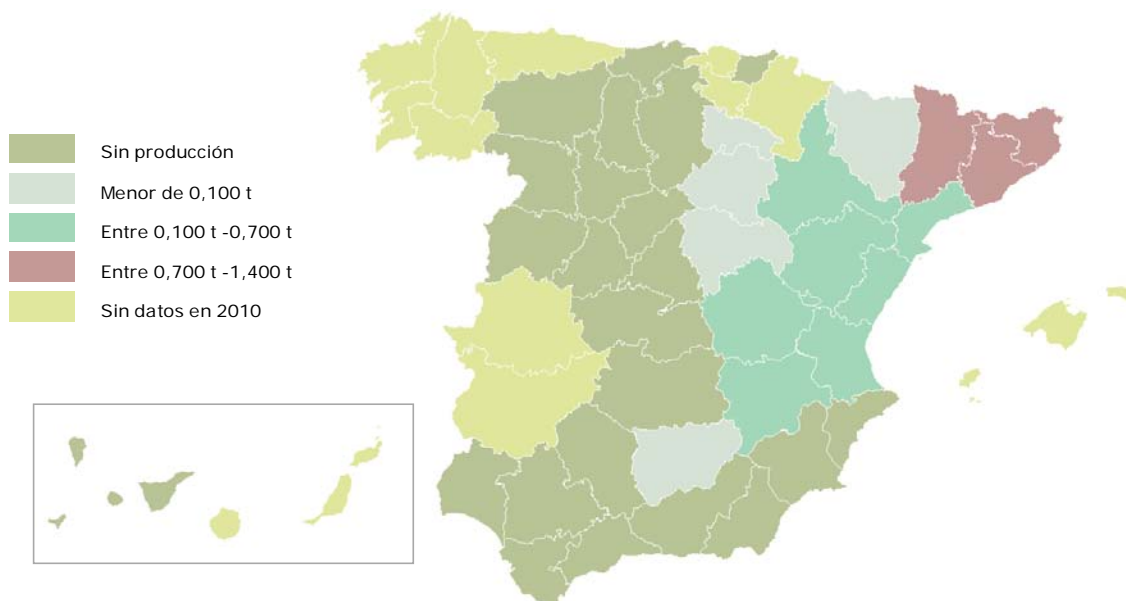 Sin producción
Menor de 0,100 t
Entre 0,100 t -0,700 t
Entre 0,700 t -1,400 t
Sin datos en 2010